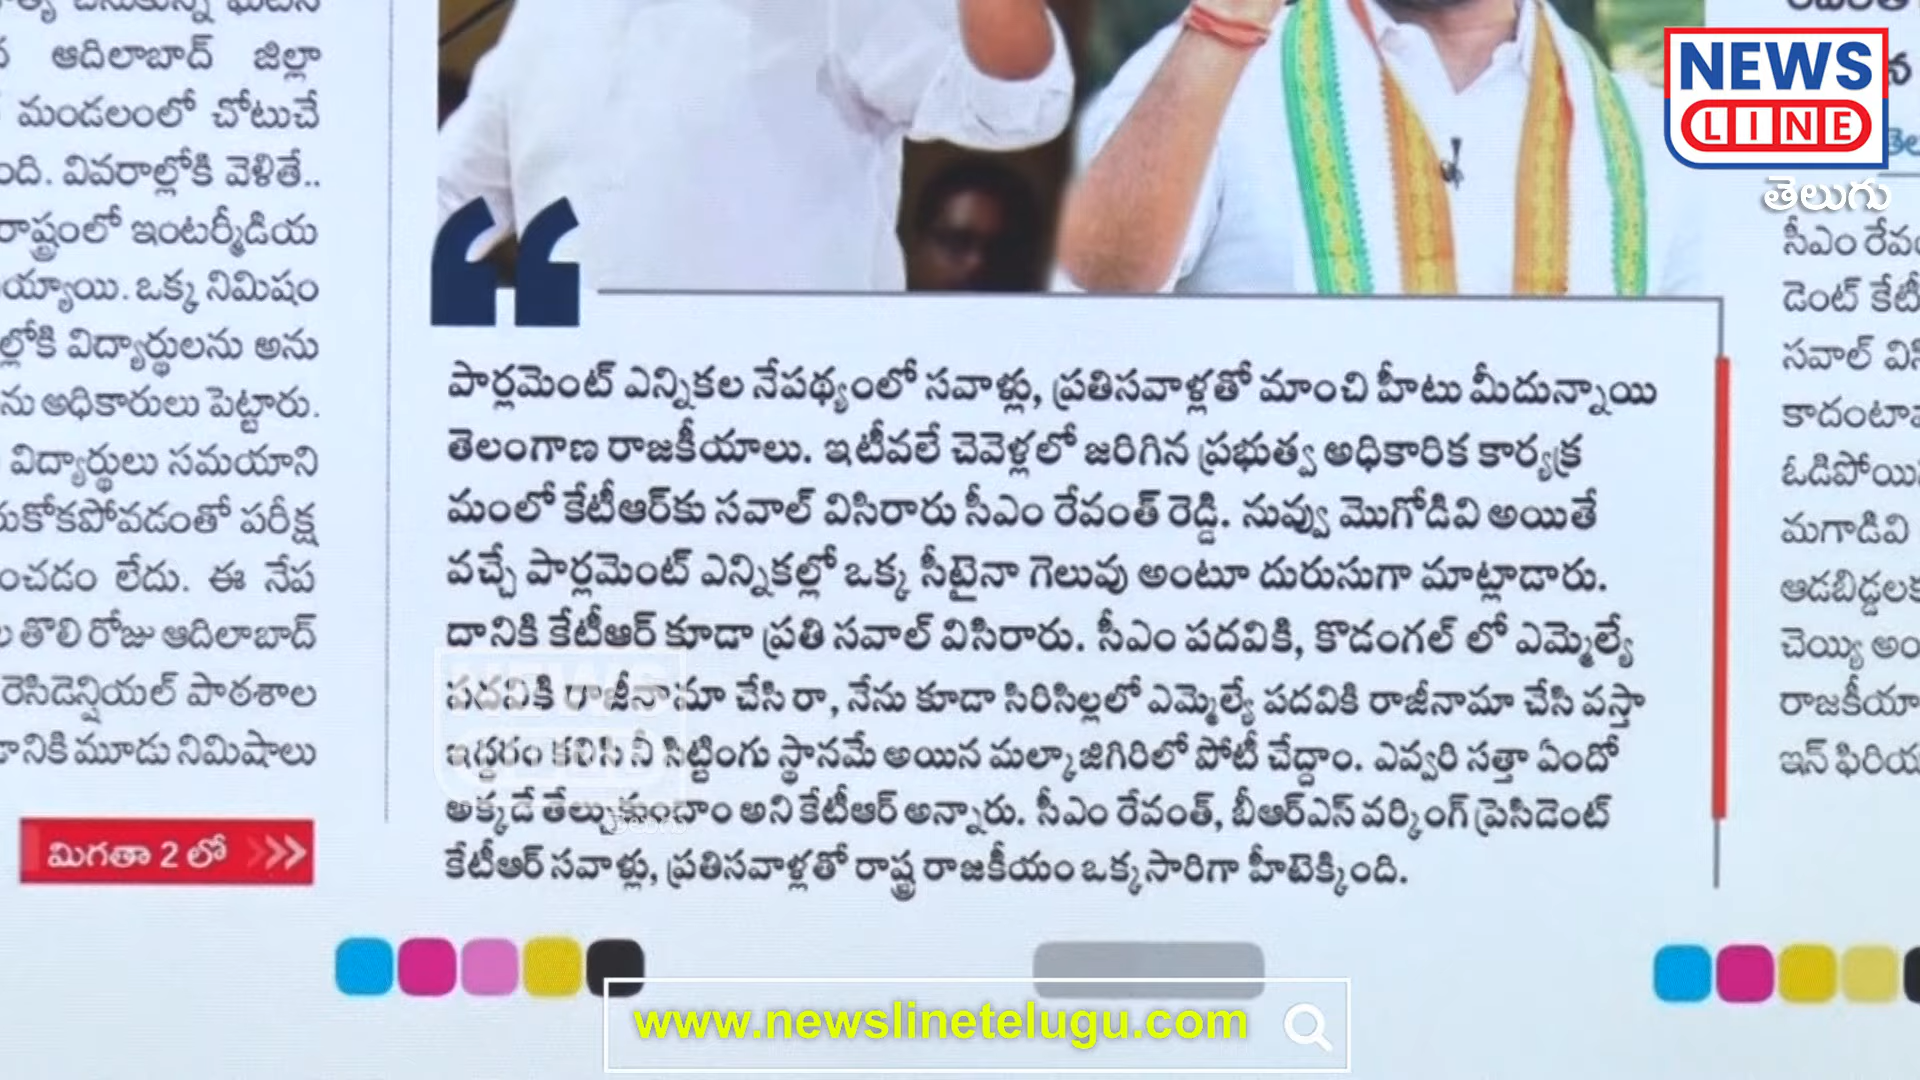 ఆదిలాబాద్ జిల్లా
మండలంలో చోటుచే
వివరాల్లోకి వెళితే..
ఇంటర్మీడియ
ఒక్క నిమిషం
విద్యార్థులను అను
అధికారులు పెట్టారు.
విద్యార్థులు సమయాని
పరీక్ష
లేదు. ఈ నేప
తొలి రోజు ఆదిలాబాద్
రెసిడెన్షియల్ పాఠశాల
మూడు నిమిషాలు
మిగతా 2 లో
పార్లమెంట్ ఎన్నికల నేపథ్యంలో సవాళ్లు, ప్రతిసవాళ్లతో మాంచి హీటు మీదున్నాయి
తెలంగాణ రాజకీయాలు. ఇటీవలే చెవెళ్లలో జరిగిన ప్రభుత్వ అధికారిక కార్యక్ర
మంలో కేటీఆర్‌కు సవాల్ విసిరారు సీఎం రేవంత్ రెడ్డి. నువ్వు మొగోడివి అయితే
వచ్చే పార్లమెంట్ ఎన్నికల్లో ఒక్క సీటైనా గెలువు అంటూ దురుసుగా మాట్లాడారు.
దానికి కేటీఆర్ కూడా ప్రతి సవాల్ విసిరారు. సీఎం పదవికి, కొడంగల్ లో ఎమ్మెల్యే
పదవికి రాజీనామా చేసి రా, నేను కూడా సిరిసిల్లలో ఎమ్మెల్యే పదవికి రాజీనామా చేసి వస్తా
ఇద్దరం కలిసి నీ సిట్టింగు స్థానమే అయిన మల్కాజిగిరిలో పోటీ చేద్దాం. ఎవ్వరి సత్తా ఏందో
అక్కడే తేల్చుకుందాం అని కేటీఆర్ అన్నారు. సీఎం రేవంత్, బీఆర్ఎస్ వర్కింగ్ ప్రెసిడెంట్
కేటీఆర్ సవాళ్లు, ప్రతిసవాళ్లతో రాష్ట్ర రాజకీయం ఒక్కసారిగా హీటెక్కింది.
NEWS
LINE
తెలుగు
సీఎం
డెంట్
సవాల్
మగాడివి
చెయ్యి
ఇన్
www.newslinetelugu.com